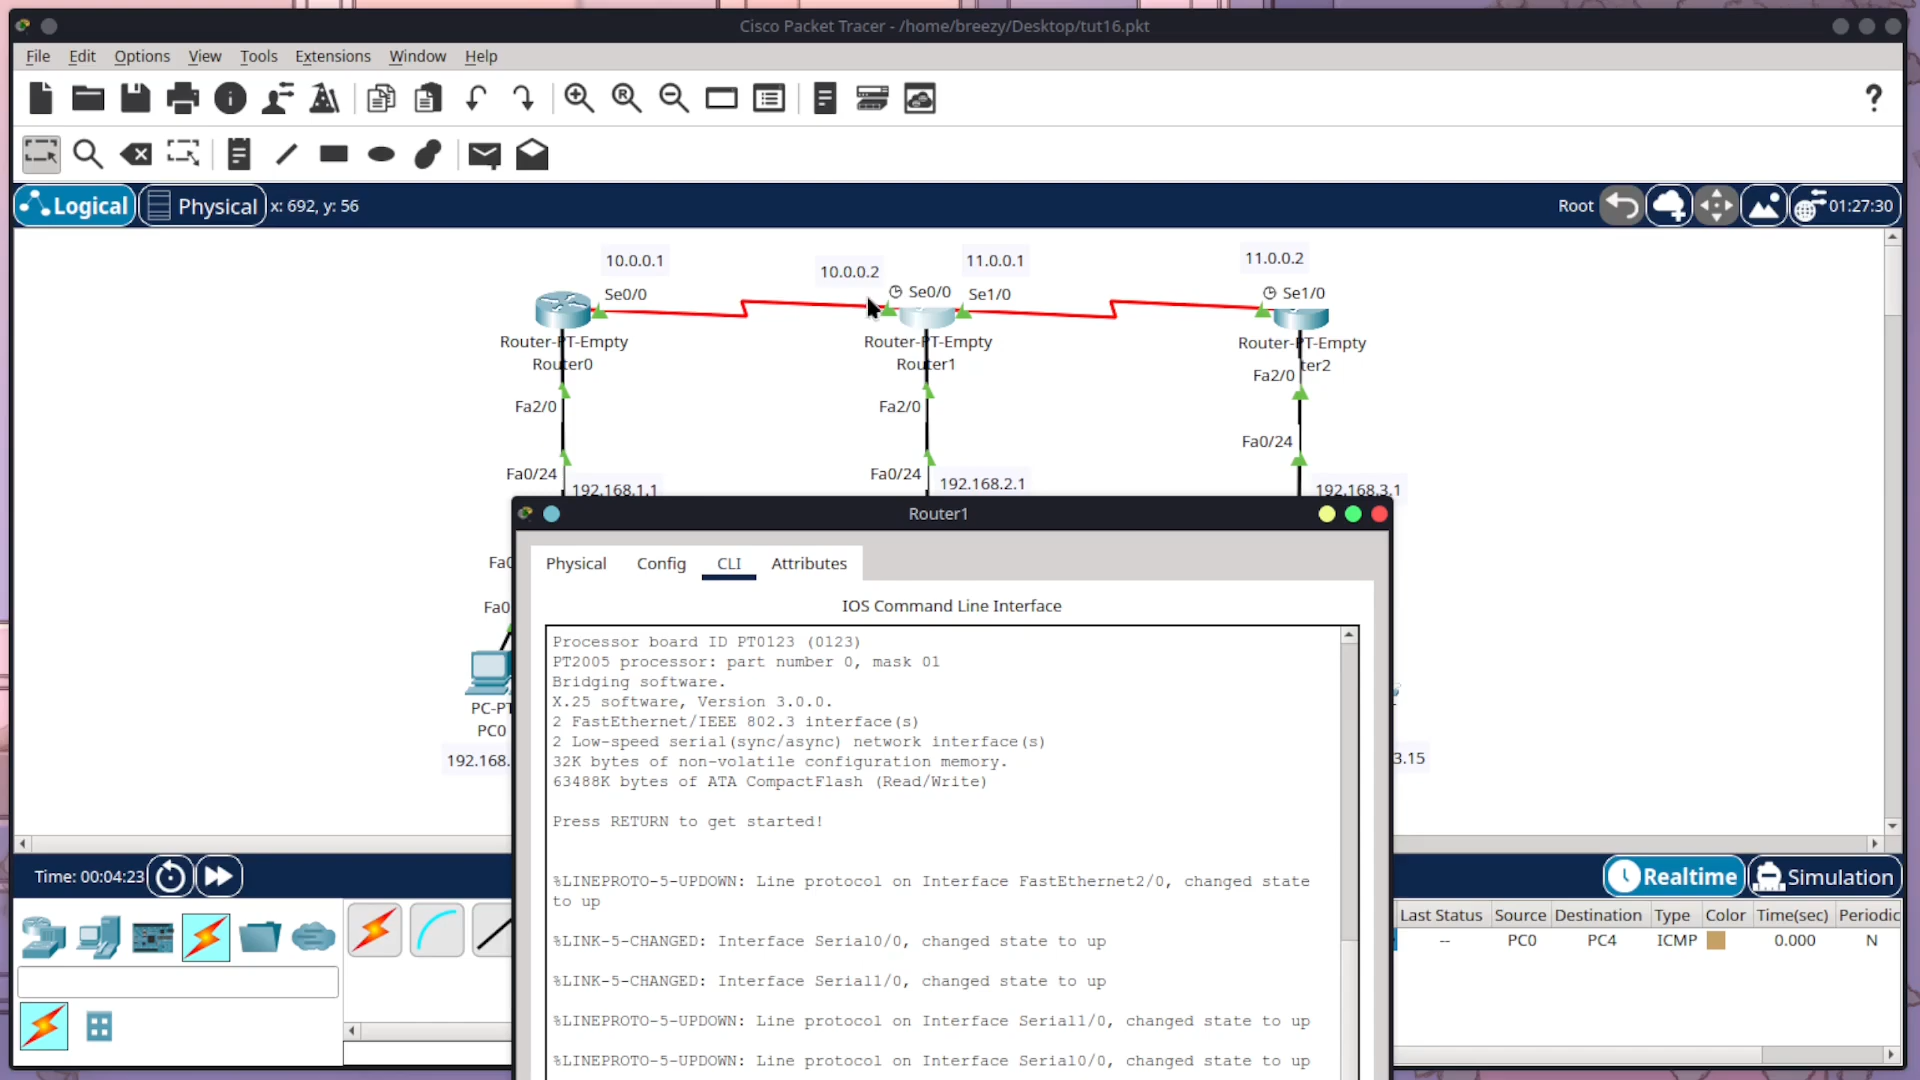 Cisco Packet Tracer - /home/breezy/Desktop/tut16.pkt
File Edit Options View Tools Extensions Window Help
?
Logical Physical x: 692, y: 56 Root 01:27:30
10.0.0.1 10.0.0.2 11.0.0.1 11.0.0.2
Se0/0 Se0/0 Se1/0 Se1/0
Router-PT-Empty Router-PT-Empty Router-PT-Empty
Router0 Router1 ter2
Fa2/0 Fa2/0 Fa2/0
Fa0/24 Fa0/24 Fa0/24
192.168.1.1 192.168.2.1 192.168.3.1
Router1
Physical Config CLI Attributes
IOS Command Line Interface
Processor board ID PT0123 (0123)
PT2005 processor: part number 0, mask 01
Bridging software.
X.25 software, Version 3.0.0.
2 FastEthernet/IEEE 802.3 interface(s)
2 Low-speed serial(sync/async) network interface(s)
32K bytes of non-volatile configuration memory.
63488K bytes of ATA CompactFlash (Read/Write)
Press RETURN to get started!
%LINEPROTO-5-UPDOWN: Line protocol on Interface FastEthernet2/0, changed state
to up
%LINK-5-CHANGED: Interface Serial0/0, changed state to up
%LINK-5-CHANGED: Interface Serial1/0, changed state to up
%LINEPROTO-5-UPDOWN: Line protocol on Interface Serial1/0, changed state to up
%LINEPROTO-5-UPDOWN: Line protocol on Interface Serial0/0, changed state to up
Fa0
Fa0
PC-PT
PC0
192.168.
3.15
Time: 00:04:23
Realtime Simulation
Last Status Source Destination Type Color Time(sec) Periodic
-- PC0 PC4 ICMP 0.000 N